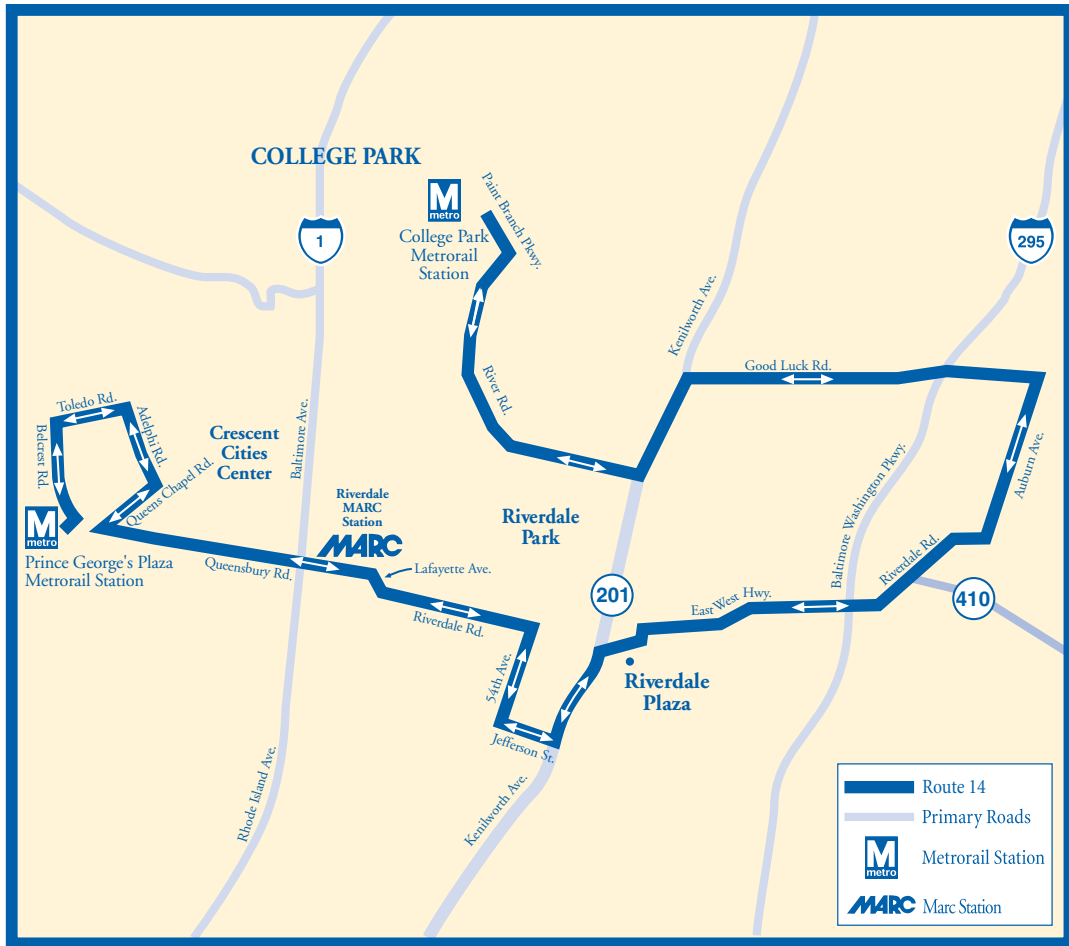 COLLEGE PARK
M
metro
College Park
Metrorail
Station
Paint Branch Pkwy.
1
295
Kenilworth Ave.
Good Luck Rd.
River Rd.
Toledo Rd.
Adelphi Rd.
Belcrest Rd.
Queens Chapel Rd.
Crescent
Cities
Center
Baltimore Ave.
Auburn Ave.
Baltimore Washington Pkwy.
Riverdale
MARC
Station
MARC
Riverdale
Park
M
metro
Prince George's Plaza
Metrorail Station
Queensbury Rd.
Lafayette Ave.
Riverdale Rd.
Riverdale Rd.
201
East West Hwy.
410
54th Ave.
Jefferson St.
Riverdale
Plaza
Rhode Island Ave.
Kenilworth Ave.
Route 14
Primary Roads
M
metro
Metrorail Station
MARC
Marc Station